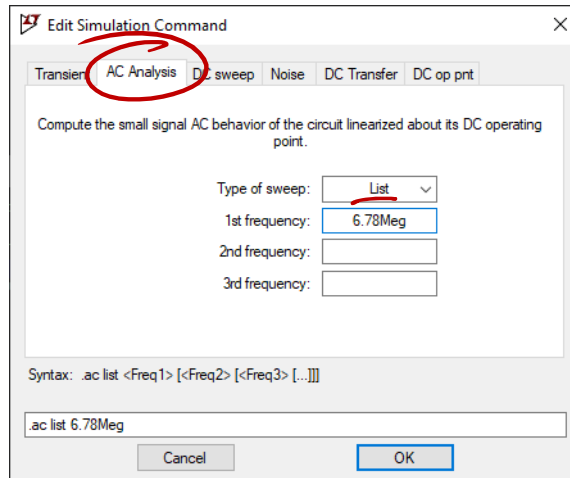 Edit Simulation Command
Transient AC Analysis DC sweep Noise DC Transfer DC op pnt
Compute the small signal AC behavior of the circuit linearized about its DC operating
point.
Type of sweep: List
1st frequency: 6.78Meg
2nd frequency:
3rd frequency:
Syntax: .ac list <Freq1> [<Freq2> [<Freq3> [...]]]
.ac list 6.78Meg
Cancel OK